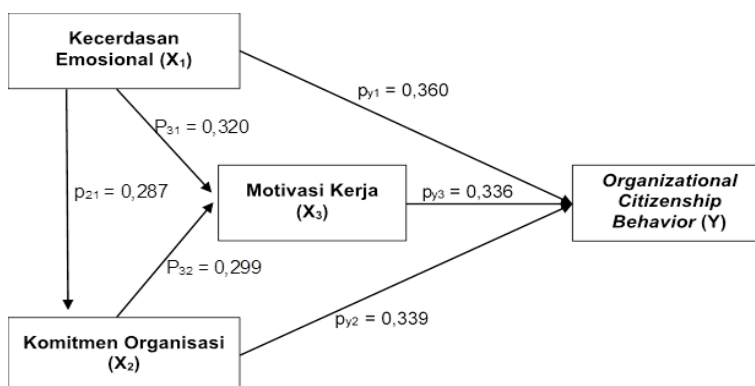 Kecerdasan
Emosional (X₁)
pᵧ₁ = 0,360
P₃₁ = 0,320
p₂₁ = 0,287
Motivasi Kerja
(X₃)
pᵧ₃ = 0,336
Organizational
Citizenship
Behavior (Y)
P₃₂ = 0,299
pᵧ₂ = 0,339
Komitmen Organisasi
(X₂)